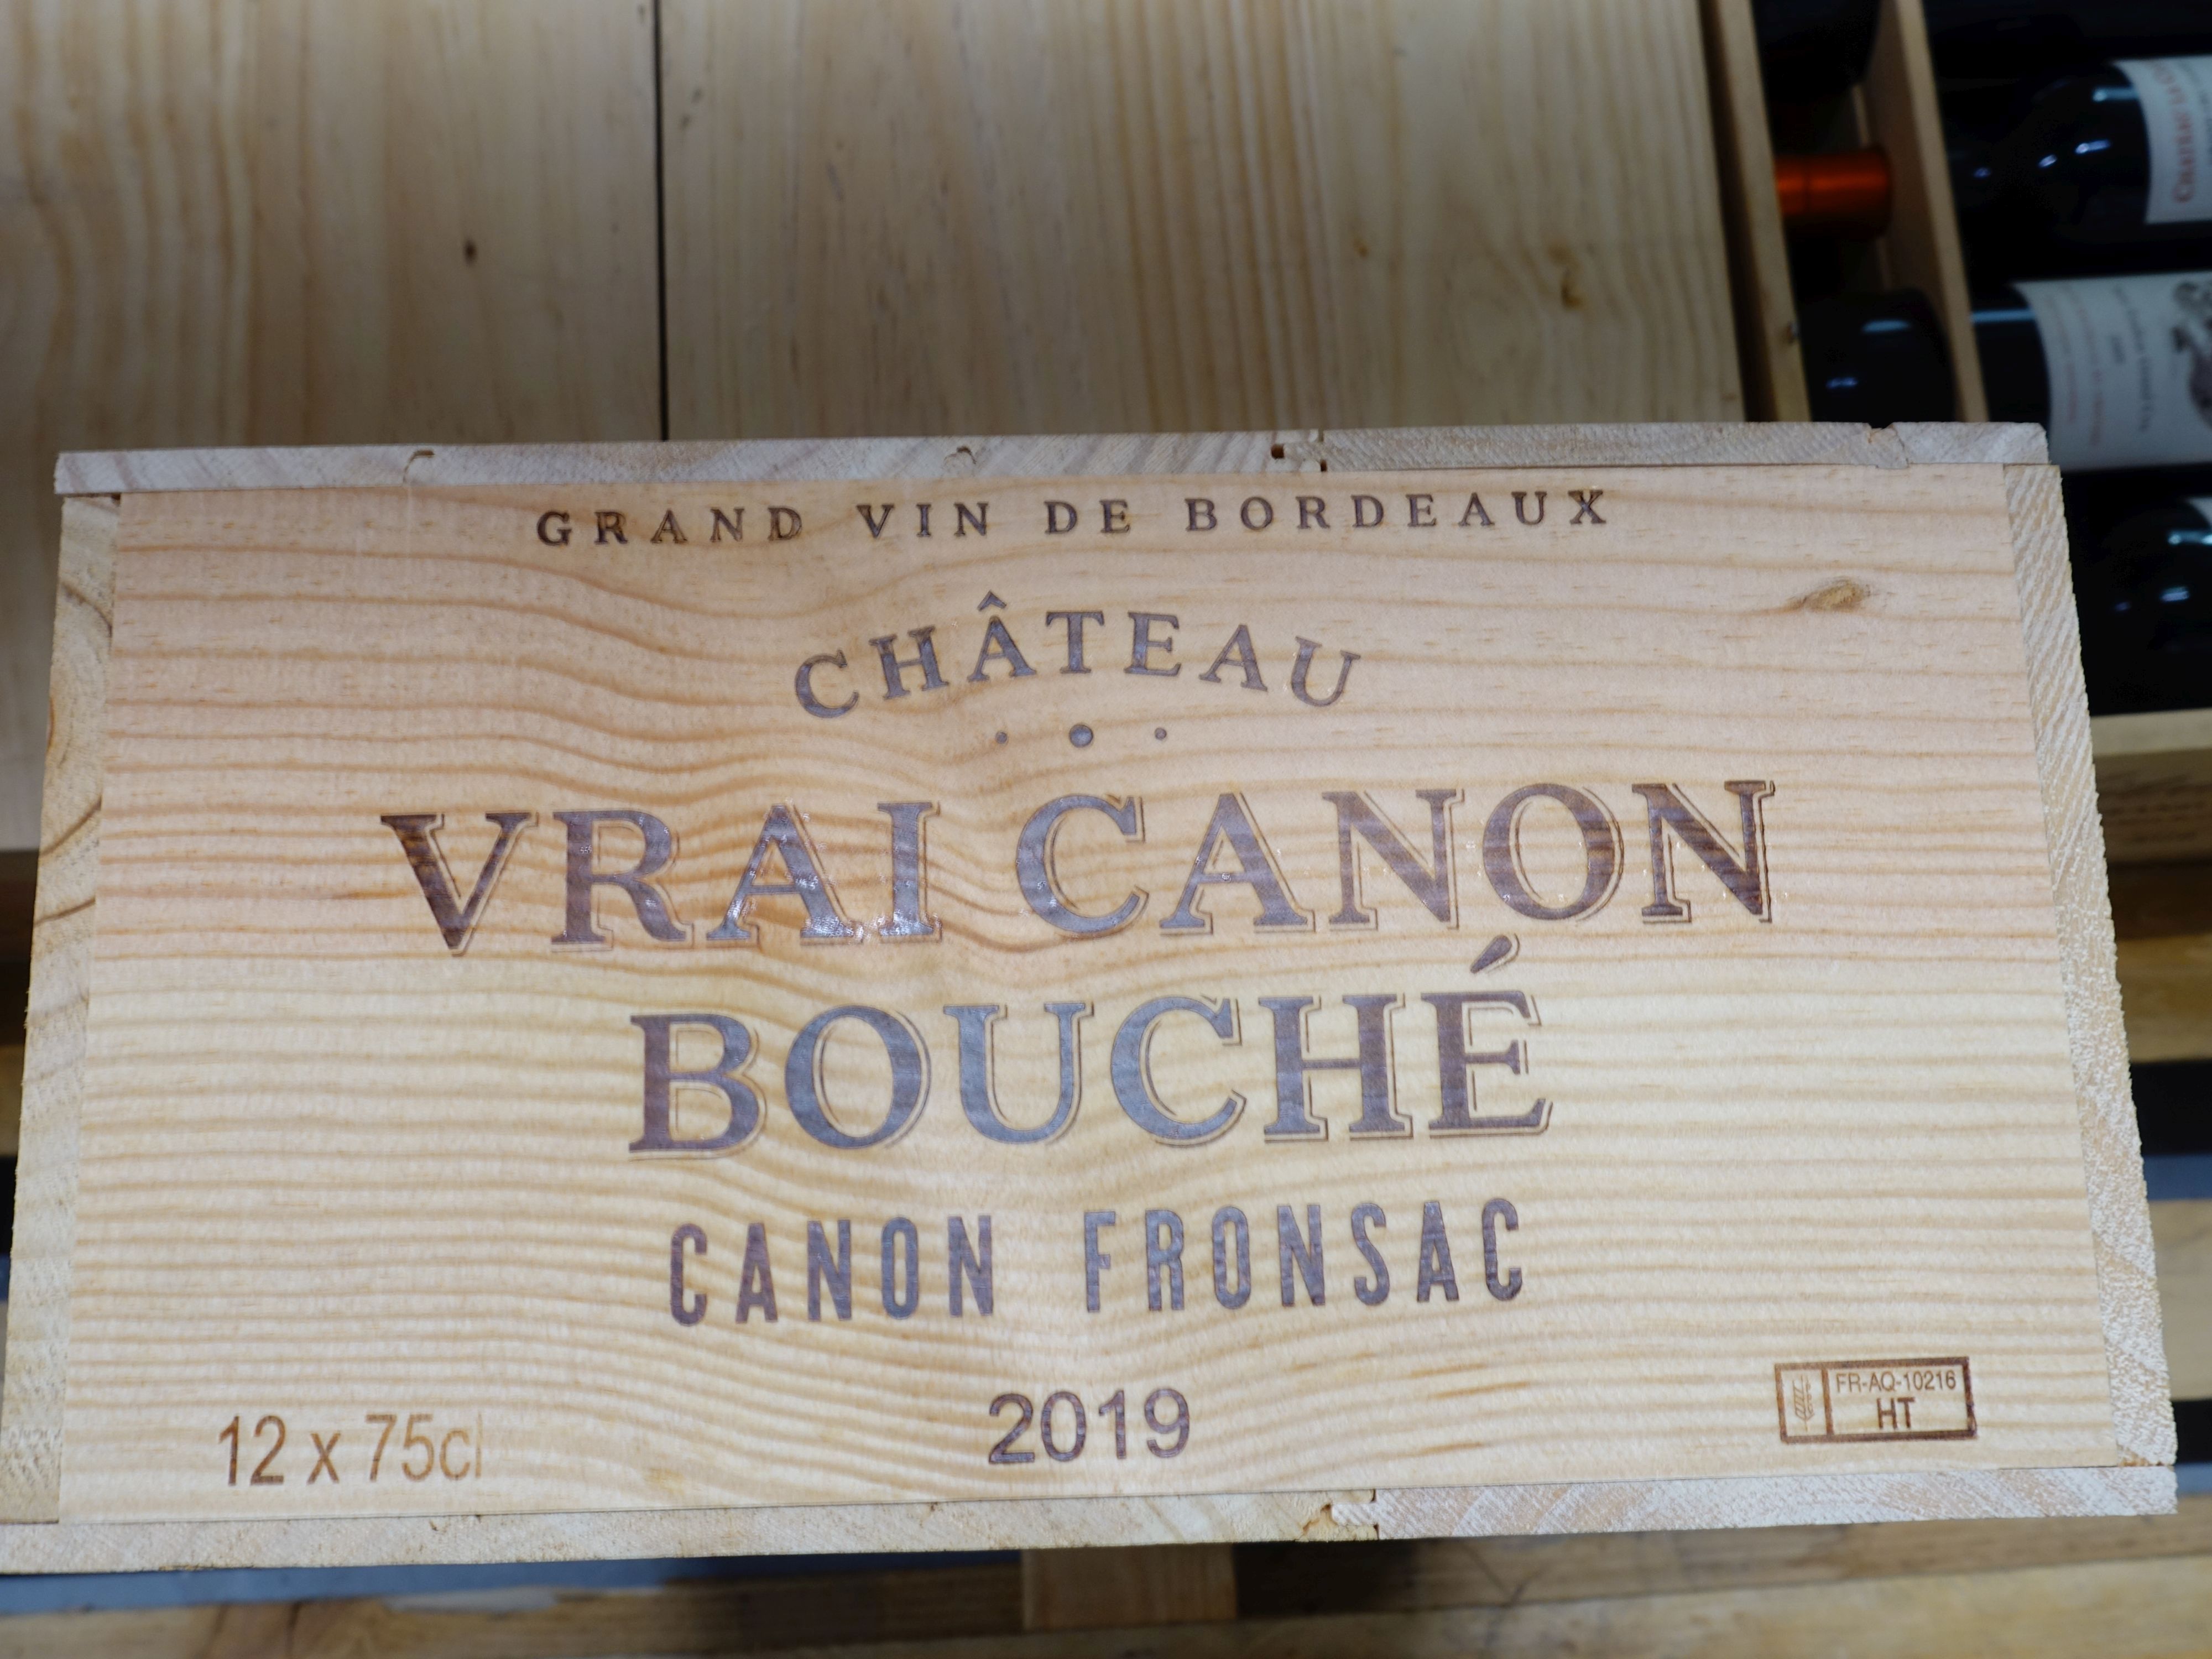 GRAND VIN DE BORDEAUX
CHÂTEAU
VRAI CANON
BOUCHÉ
CANON FRONSAC
2019
12 x 75cl
FR-AQ-10216
HT